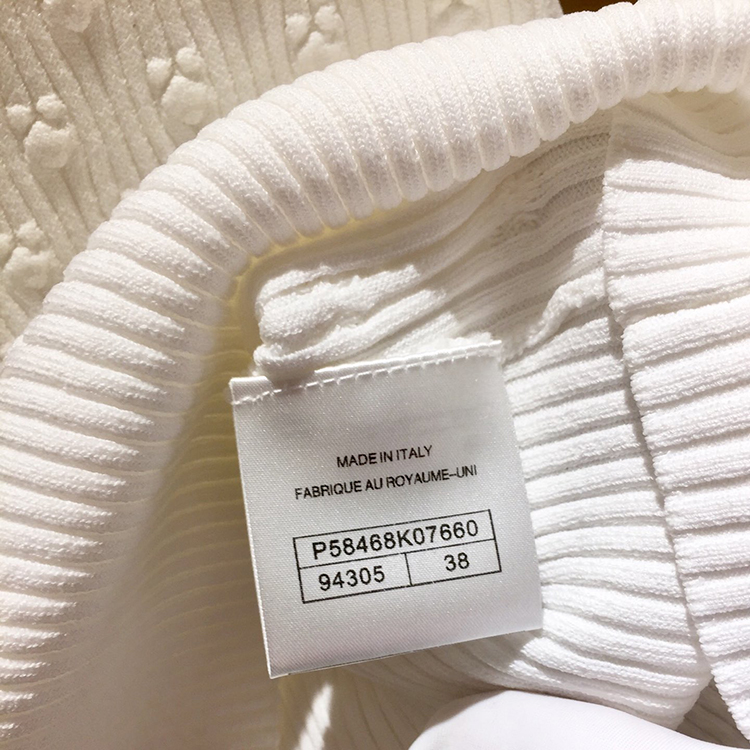 MADE IN ITALY
FABRIQUE AU ROYAUME-UNI
P58468K07660
94305 38